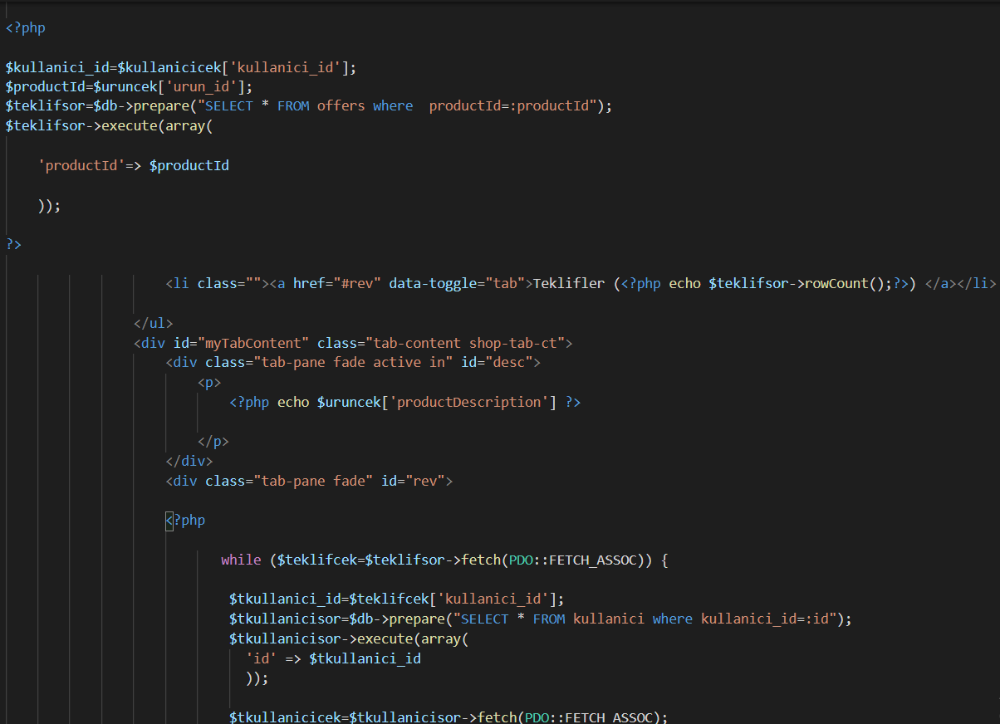 <?php
$kullanici_id=$kullanicicek['kullanici_id'];
$productId=$uruncek['urun_id'];
$teklifsor=$db->prepare("SELECT * FROM offers where  productId=:productId");
$teklifsor->execute(array(
'productId'=> $productId
));
?>
<li class=""><a href="#rev" data-toggle="tab">Teklifler (<?php echo $teklifsor->rowCount();?>) </a></li>
</ul>
<div id="myTabContent" class="tab-content shop-tab-ct">
<div class="tab-pane fade active in" id="desc">
<p>
<?php echo $uruncek['productDescription'] ?>
</p>
</div>
<div class="tab-pane fade" id="rev">
<?php
while ($teklifcek=$teklifsor->fetch(PDO::FETCH_ASSOC)) {
$tkullanici_id=$teklifcek['kullanici_id'];
$tkullanicisor=$db->prepare("SELECT * FROM kullanici where kullanici_id=:id");
$tkullanicisor->execute(array(
'id' => $tkullanici_id
));
$tkullanicicek=$tkullanicisor->fetch(PDO::FETCH_ASSOC);